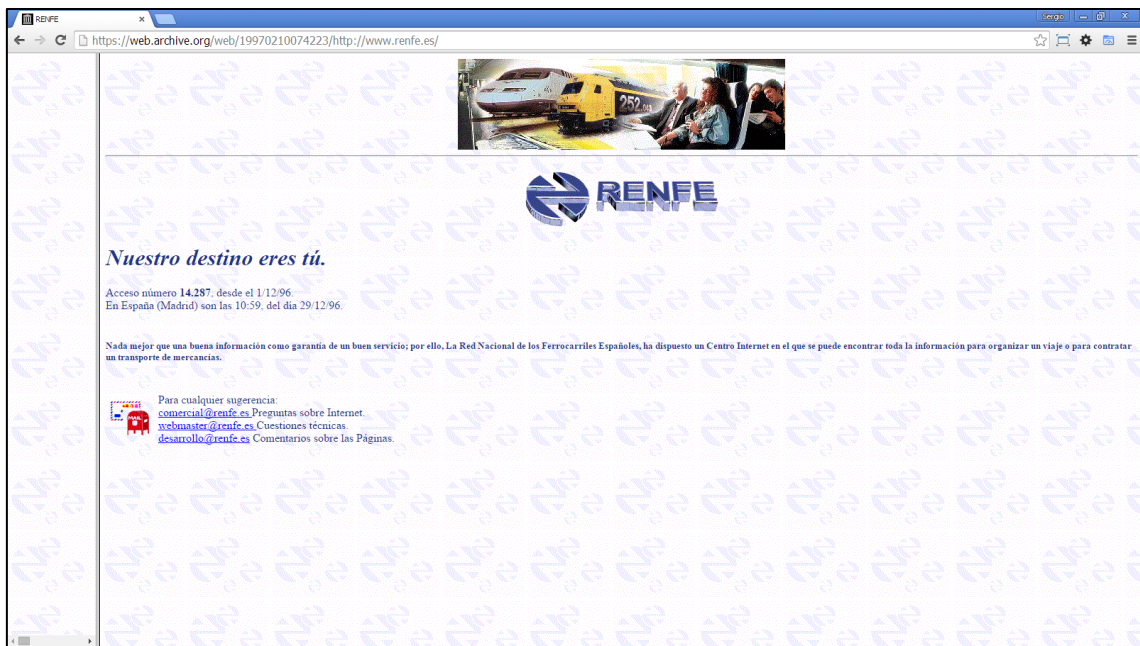 RENFE
Sergio
https://web.archive.org/web/19970210074223/http://www.renfe.es/
252.043
RENFE
Nuestro destino eres tú.
Acceso número 14.287, desde el 1/12/96.
En España (Madrid) son las 10:59, del día 29/12/96.
Nada mejor que una buena información como garantía de un buen servicio; por ello, La Red Nacional de los Ferrocarriles Españoles, ha dispuesto un Centro Internet en el que se puede encontrar toda la información para organizar un viaje o para contratar
un transporte de mercancías.
MAIL
Para cualquier sugerencia:
comercial@renfe.es Preguntas sobre Internet.
webmaster@renfe.es Cuestiones técnicas.
desarrollo@renfe.es Comentarios sobre las Páginas.